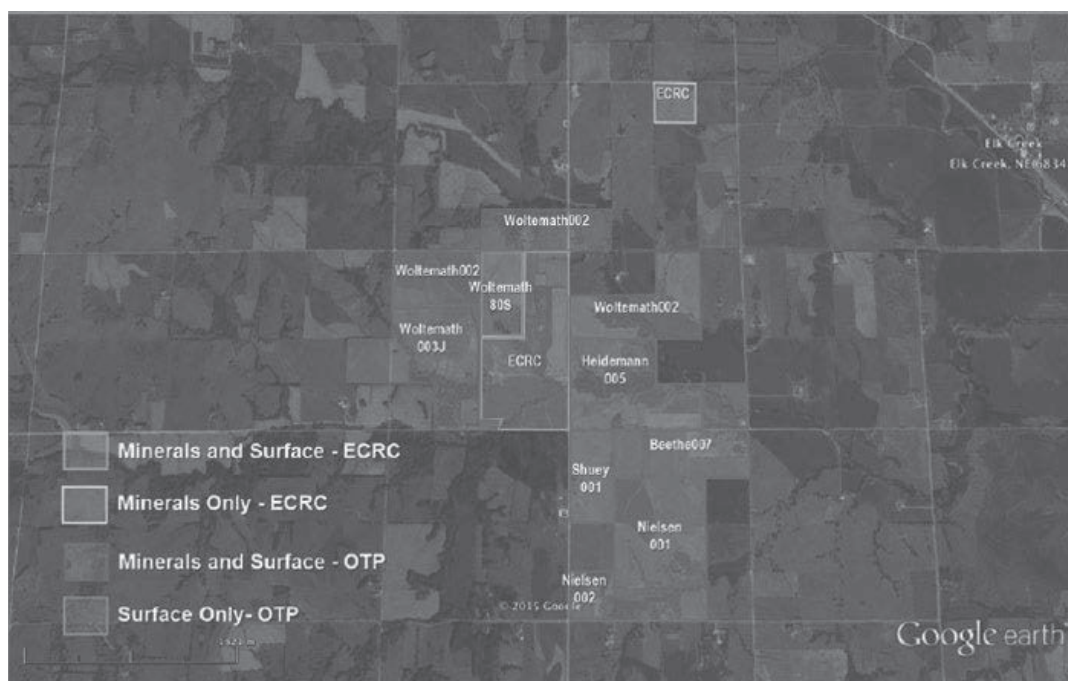 ECRC
Elk Creek
Elk Creek, NE 6834
Woltemath002
Woltemath002
Woltemath
80S
Woltemath002
Woltemath
003J
ECRC
Heidemann
005
Minerals and Surface - ECRC
Beethe007
Shuey
001
Minerals Only - ECRC
Nielsen
001
Minerals and Surface - OTP
Nielsen
002
© 2015 Google
Surface Only- OTP
Google earth